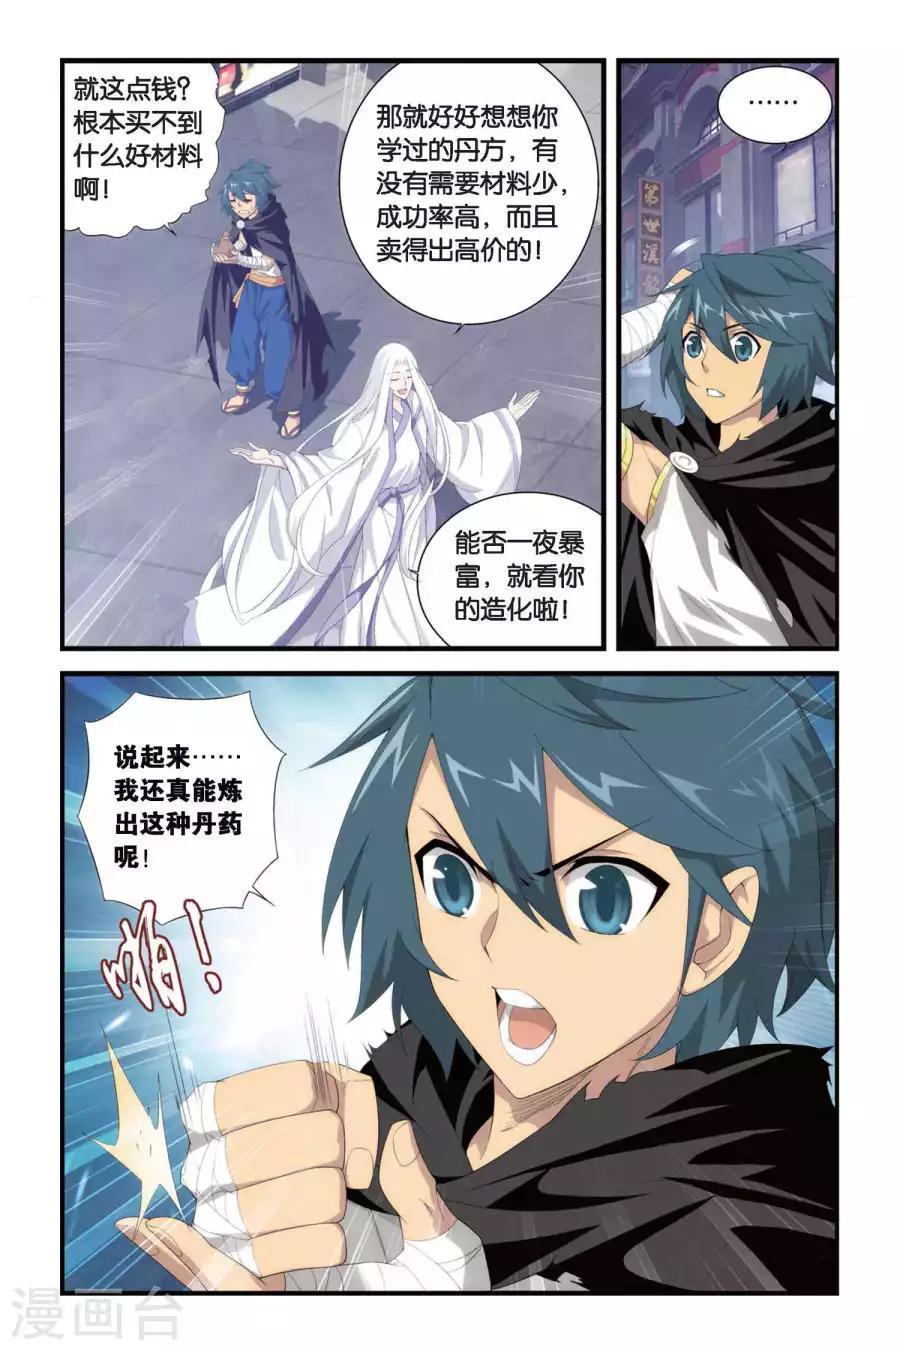 就这点钱？
根本买不到
什么好材料
啊！
那就好好想想你
学过的丹方，有
没有需要材料少，
成功率高，而且
卖得出高价的！
能否一夜暴
富，就看你
的造化啦！
……
第世溪
说起来……
我还真能炼
出这种丹药
呢！
啪！
漫画台